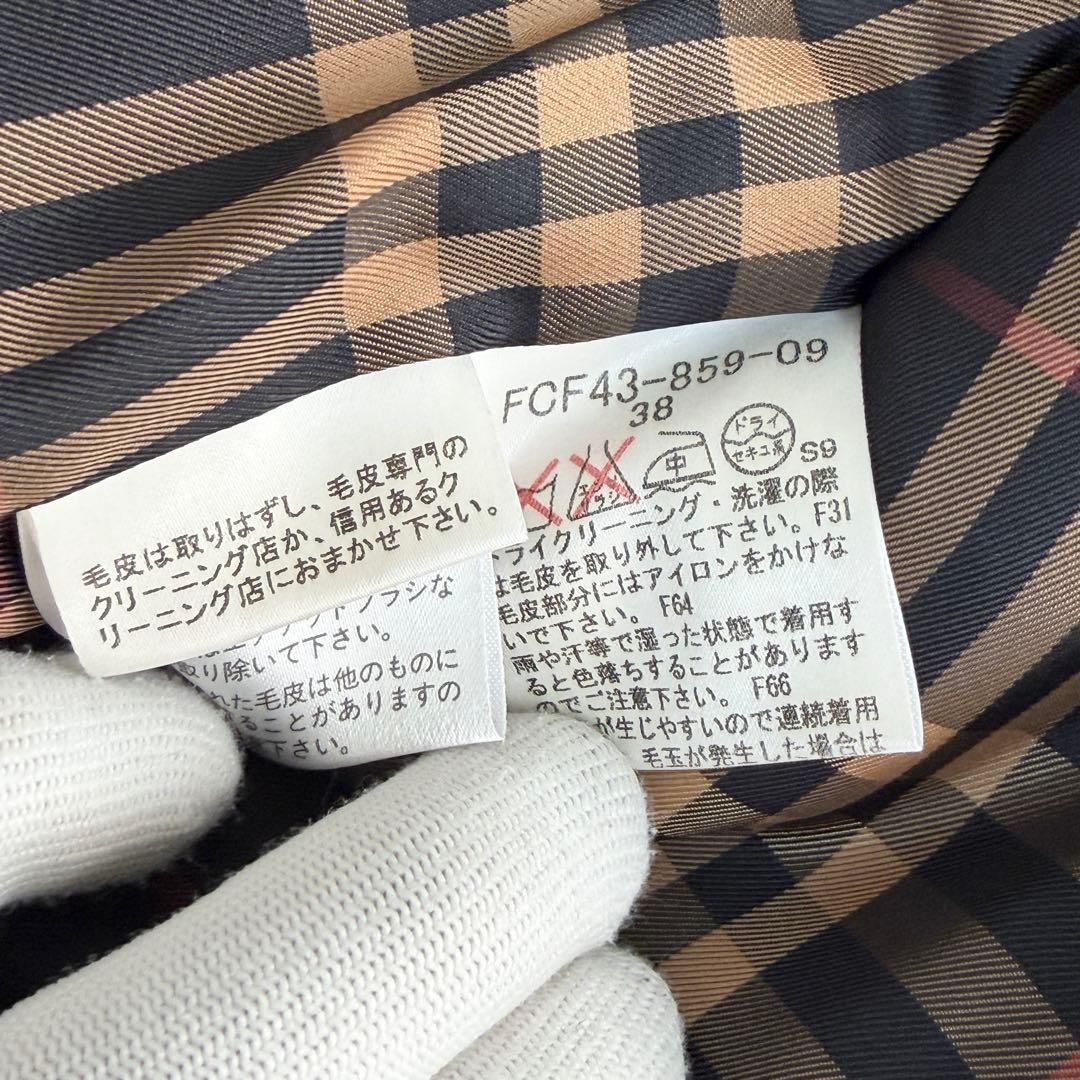 毛皮は取りはずし、毛皮専門の
クリーニング店か、信用あるク
リーニング店におまかせ下さい。
ブラシな
取り除いて下さい。
れた毛皮は他のものに
ることがありますの
下さい。
FCF43-859-09
38
中
ドライ
セキユ系
S9
ドライクリーニング・洗濯の際
は毛皮を取り外して下さい。F31
毛皮部分にはアイロンをかけな
いで下さい。 F64
雨や汗等で湿った状態で着用す
ると色落ちすることがあります
のでご注意下さい。 F66
が生じやすいので連続着用
毛玉が発生した場合は